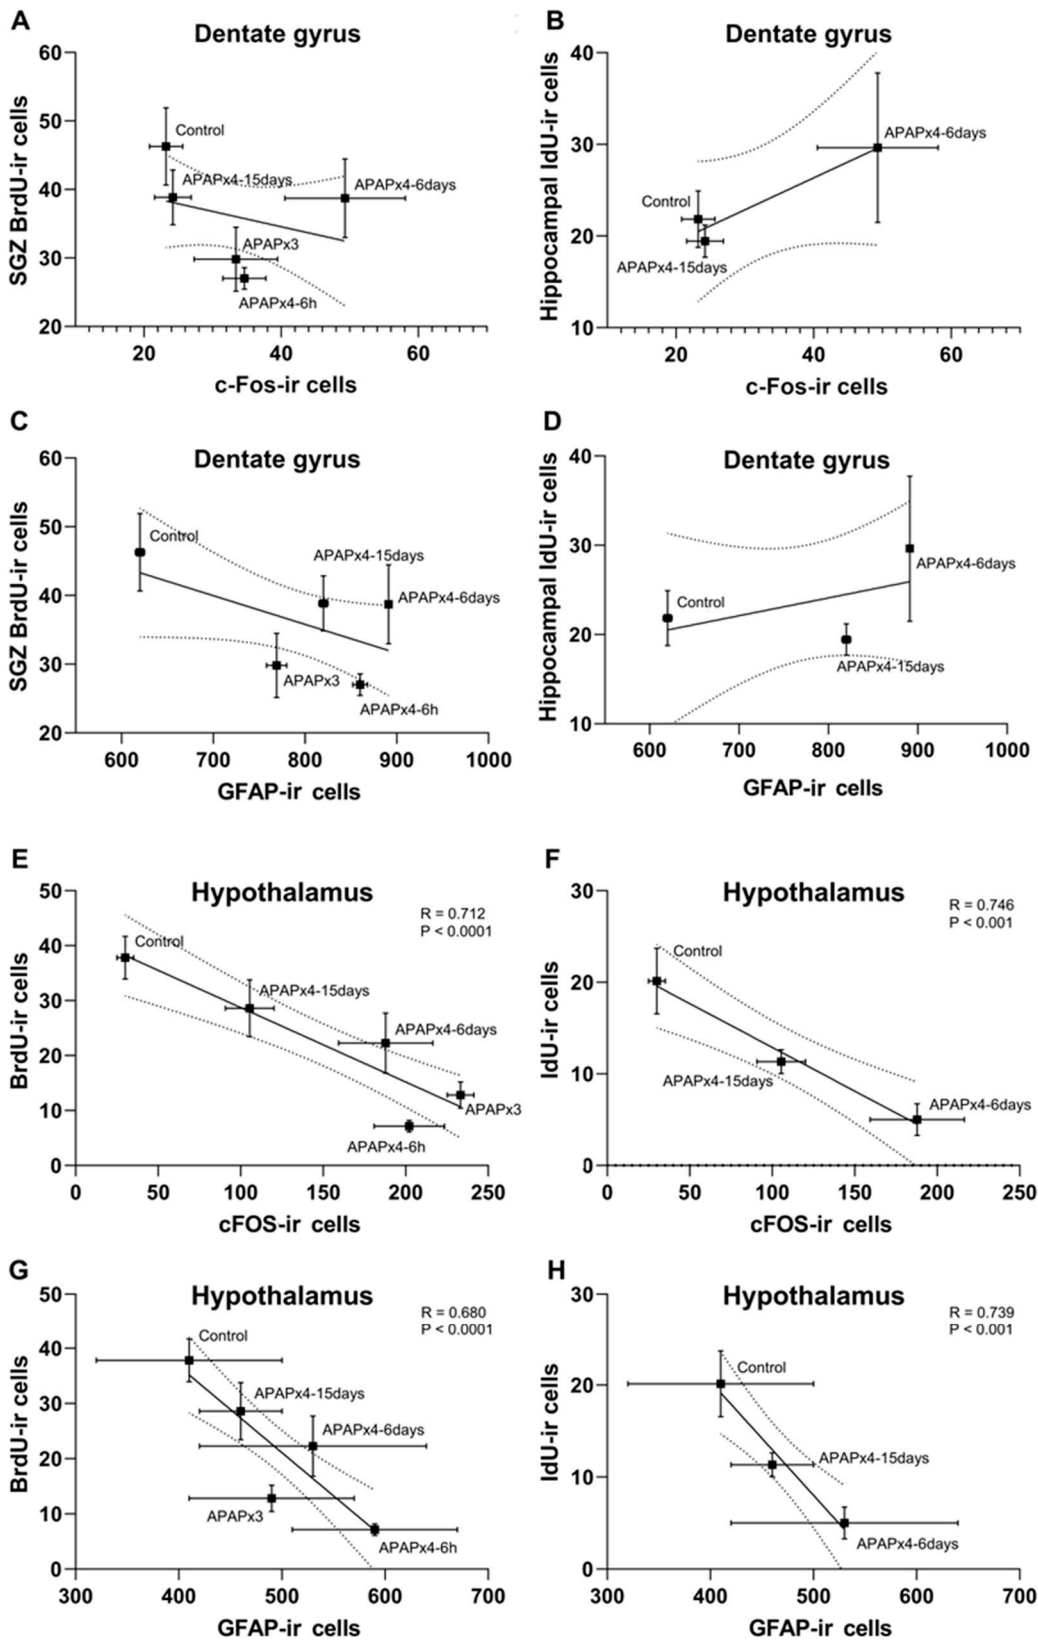 A
Dentate gyrus
SGZ BrdU-ir cells
60
50
40
30
20
Control
APAPx4-15days
APAPx4-6days
APAPx3
APAPx4-6h
20 40 60
c-Fos-ir cells
B
Dentate gyrus
Hippocampal IdU-ir cells
40
30
20
10
APAPx4-6days
Control
APAPx4-15days
20 40 60
c-Fos-ir cells
C
Dentate gyrus
SGZ BrdU-ir cells
60
50
40
30
20
Control
APAPx4-15days
APAPx4-6days
APAPx3
APAPx4-6h
600 700 800 900 1000
GFAP-ir cells
D
Dentate gyrus
Hippocampal IdU-ir cells
40
30
20
10
APAPx4-6days
Control
APAPx4-15days
600 700 800 900 1000
GFAP-ir cells
E
Hypothalamus
R = 0.712
P < 0.0001
BrdU-ir cells
50
40
30
20
10
0
Control
APAPx4-15days
APAPx4-6days
APAPx3
APAPx4-6h
0 50 100 150 200 250
cFOS-ir cells
F
Hypothalamus
R = 0.746
P < 0.001
IdU-ir cells
30
20
10
0
Control
APAPx4-15days
APAPx4-6days
0 50 100 150 200 250
cFOS-ir cells
G
Hypothalamus
R = 0.680
P < 0.0001
BrdU-ir cells
50
40
30
20
10
0
Control
APAPx4-15days
APAPx4-6days
APAPx3
APAPx4-6h
300 400 500 600 700
GFAP-ir cells
H
Hypothalamus
R = 0.739
P < 0.001
IdU-ir cells
30
20
10
0
Control
APAPx4-15days
APAPx4-6days
300 400 500 600 700
GFAP-ir cells